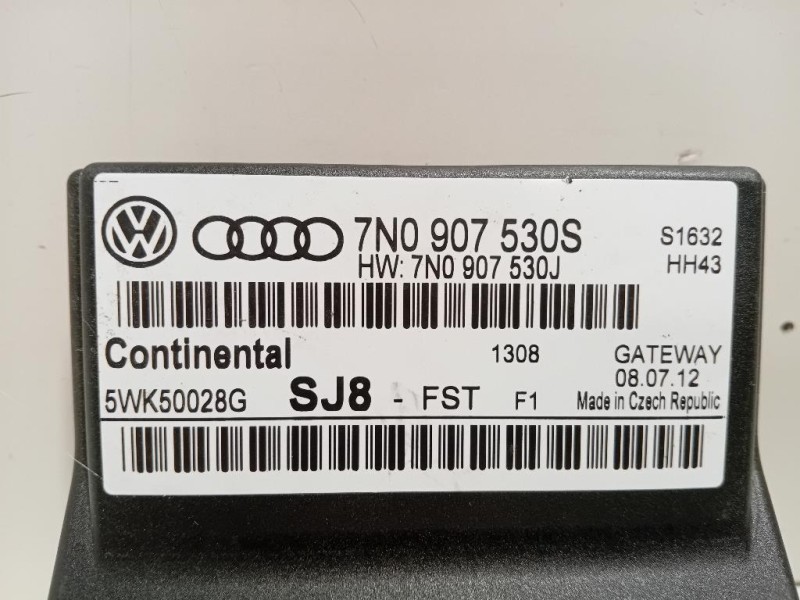 7N0 907 530S
S1632
HW: 7N0 907 530J
HH43
Continental
1308
GATEWAY
08.07.12
5WK50028G
SJ8 - FST
F1
Made in Czech Republic